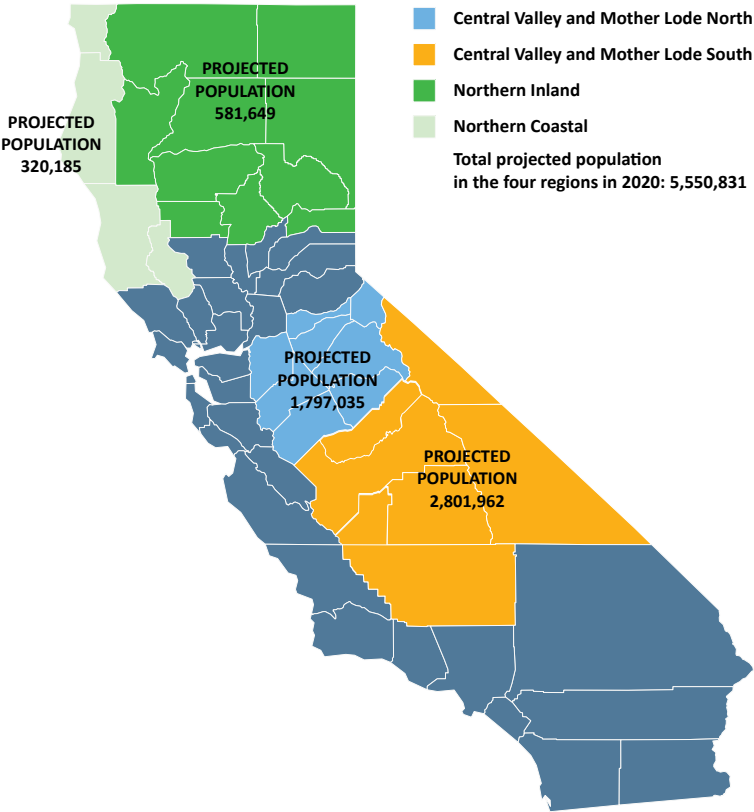 Central Valley and Mother Lode North
Central Valley and Mother Lode South
Northern Inland
Northern Coastal
Total projected population
in the four regions in 2020: 5,550,831
PROJECTED
POPULATION
581,649
PROJECTED
POPULATION
320,185
PROJECTED
POPULATION
1,797,035
PROJECTED
POPULATION
2,801,962